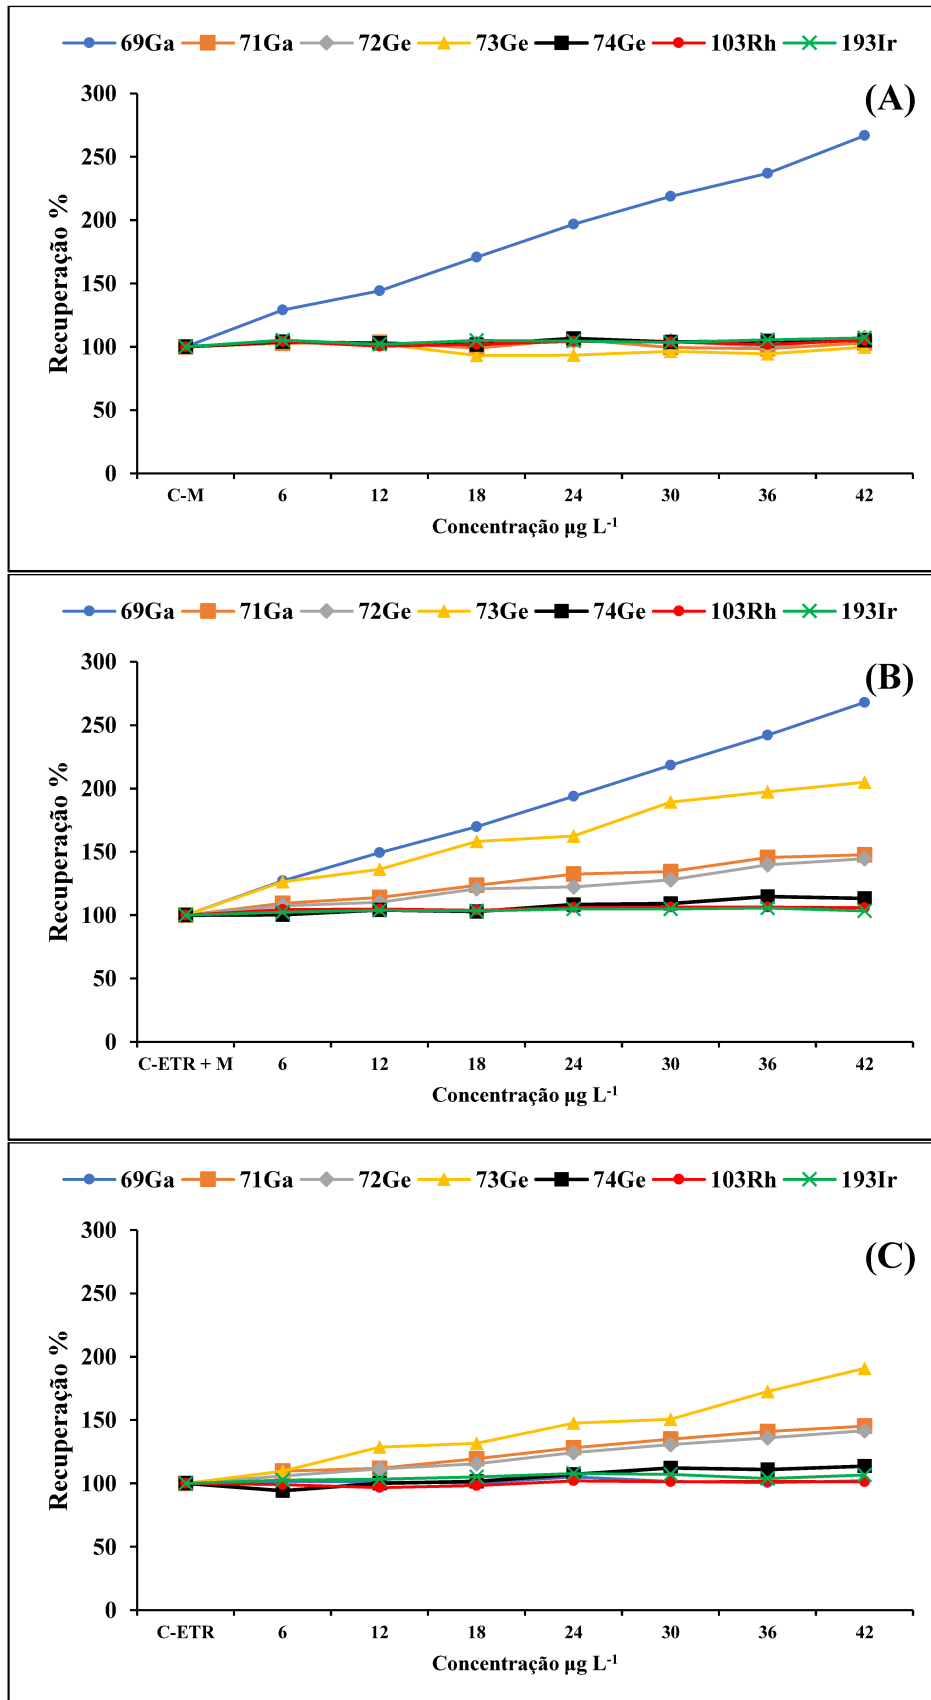 69Ga 71Ga 72Ge 73Ge 74Ge 103Rh 193Ir
(A)
300
250
200
150
100
50
0
Recuperação %
C-M 6 12 18 24 30 36 42
Concentração µg L-1
69Ga 71Ga 72Ge 73Ge 74Ge 103Rh 193Ir
(B)
300
250
200
150
100
50
0
Recuperação %
C-ETR + M 6 12 18 24 30 36 42
Concentração µg L-1
69Ga 71Ga 72Ge 73Ge 74Ge 103Rh 193Ir
(C)
300
250
200
150
100
50
0
Recuperação %
C-ETR 6 12 18 24 30 36 42
Concentração µg L-1